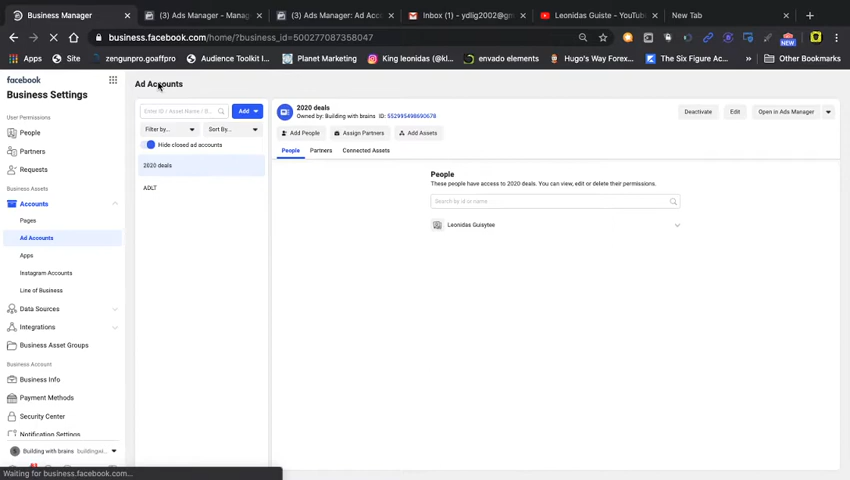 Business Manager
(3) Ads Manager - Manag
(3) Ads Manager: Ad Acco
Inbox (1) - ydlig2002@gm
Leonidas Guiste - YouTube
New Tab
business.facebook.com/home/?business_id=500277087358047
Apps
Site
zengunpro.goaffpro
Audience Toolkit I...
Planet Marketing
King leonidas (@kl...
envado elements
Hugo's Way Forex...
The Six Figure Ac...
»
Other Bookmarks
NEW
facebook
Business Settings
User Permissions
People
Partners
Requests
Business Assets
Accounts
Pages
Ad Accounts
Apps
Instagram Accounts
Line of Business
Data Sources
Integrations
Business Asset Groups
Business Account
Business Info
Payment Methods
Security Center
Notification Settings
Building with brains
Waiting for business.facebook.com...
Ad Accounts
Enter ID / Asset Name / B...
Add
Filter by...
Sort By...
Hide closed ad accounts
2020 deals
ADLT
2020 deals
Owned by: Building with brains ID: 552995498690678
Deactivate
Edit
Open in Ads Manager
Add People
Assign Partners
Add Assets
People
Partners
Connected Assets
People
These people have access to 2020 deals. You can view, edit or delete their permissions.
Search by id or name
Leonidas Guisytee